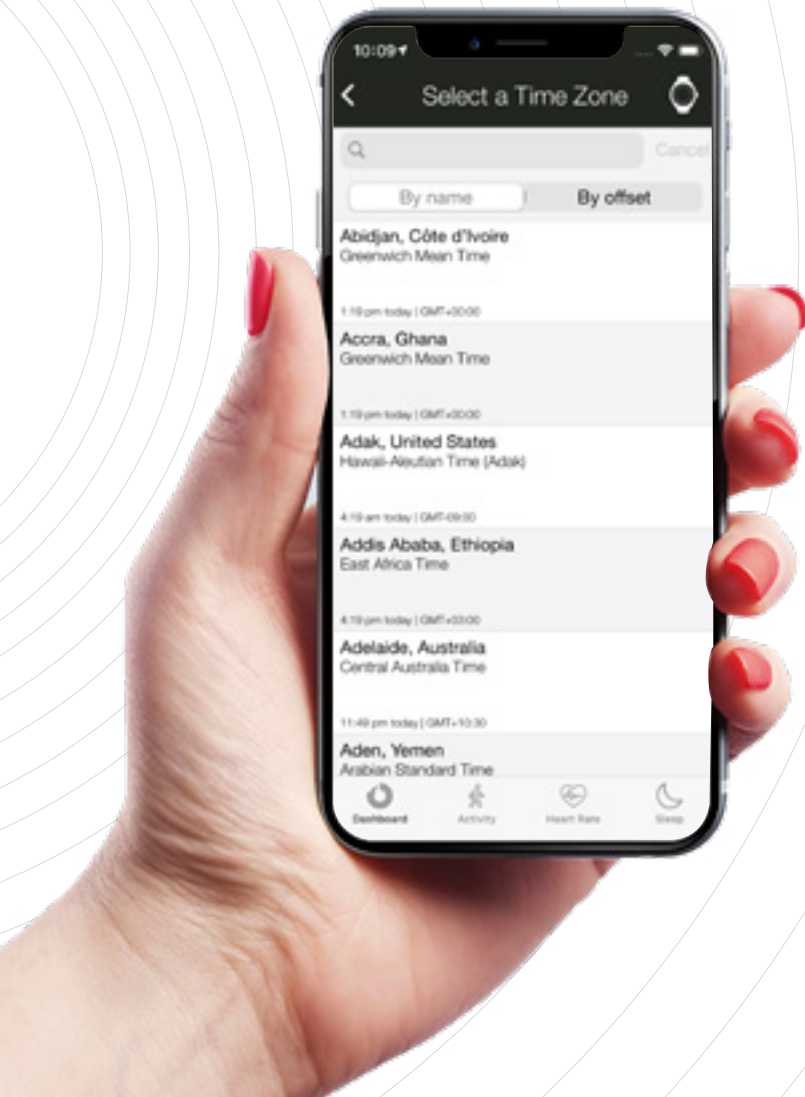 10:09
Select a Time Zone
Cancel
By name
By offset
Abidjan, Côte d'Ivoire
Greenwich Mean Time
1:19 pm today | GMT+00:00
Accra, Ghana
Greenwich Mean Time
1:19 pm today | GMT+00:00
Adak, United States
Hawaii-Aleutian Time (Adak)
4:19 am today | GMT-09:00
Addis Ababa, Ethiopia
East Africa Time
4:19 pm today | GMT+03:00
Adelaide, Australia
Central Australia Time
11:49 pm today | GMT+10:30
Aden, Yemen
Arabian Standard Time
Dashboard
Activity
Heart Rate
Sleep